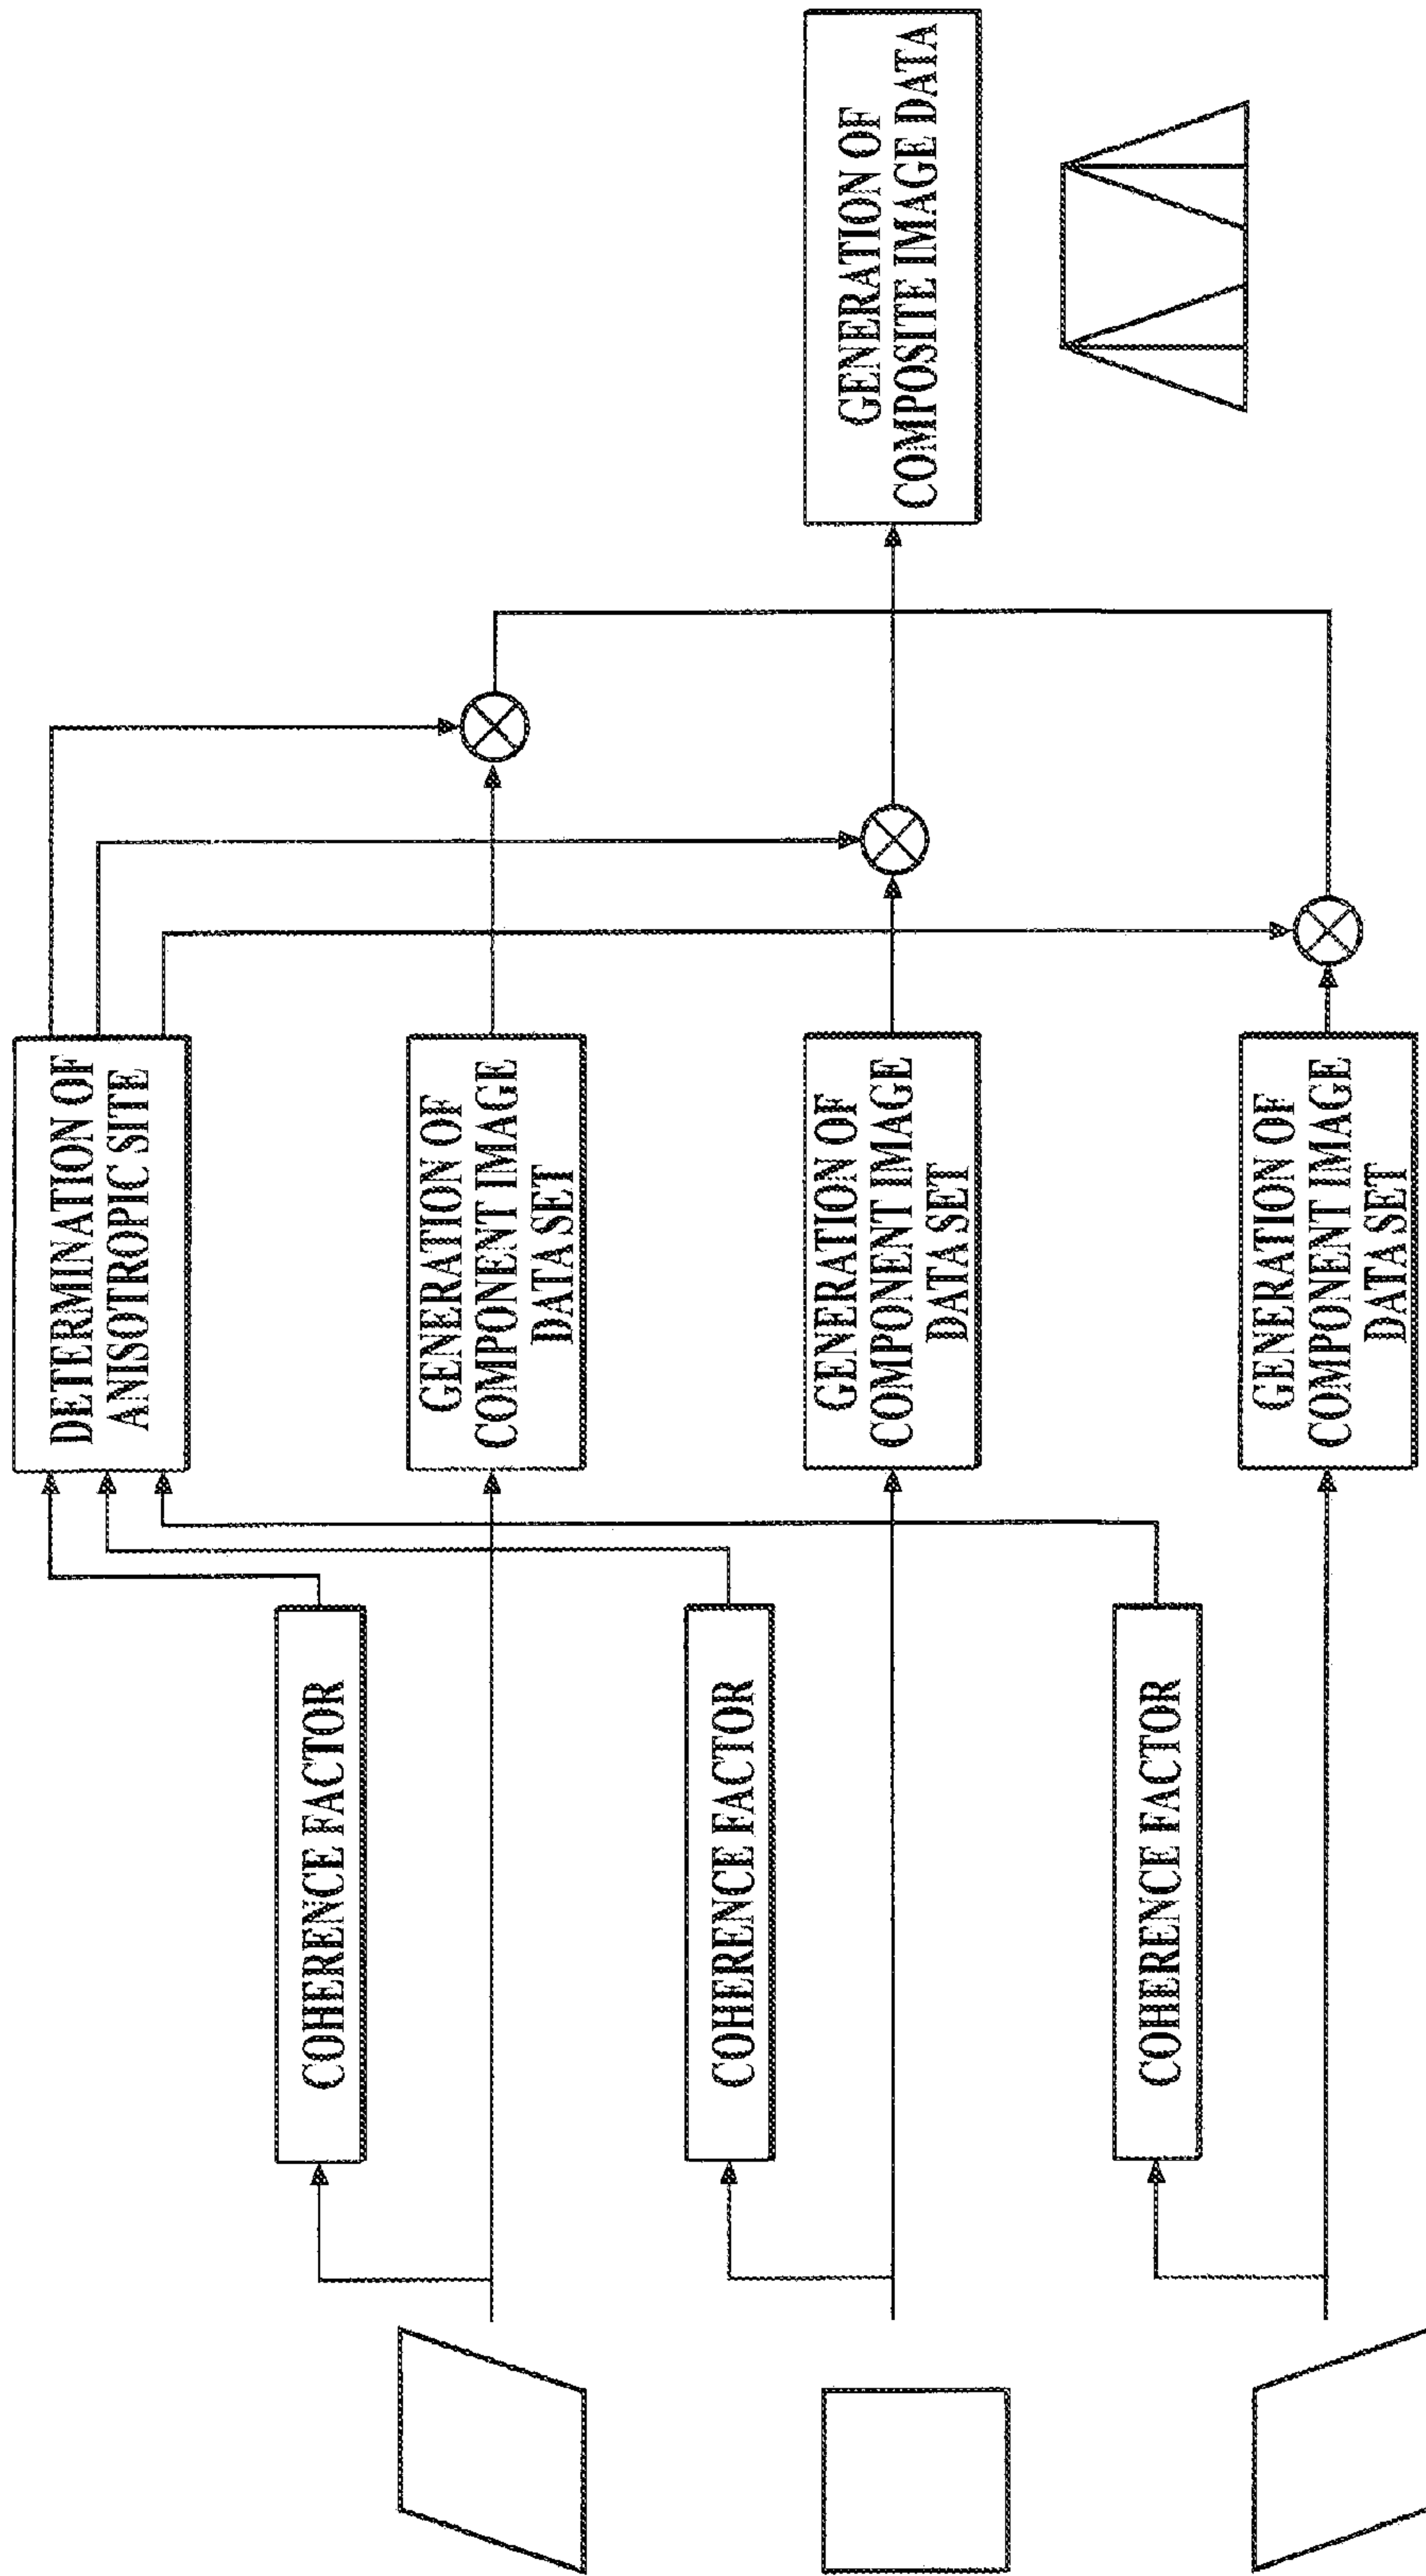 DETERMINATION OF
ANISOTROPIC SITE
COHERENCE FACTOR
GENERATION OF
COMPONENT IMAGE
DATA SET
COHERENCE FACTOR
GENERATION OF
COMPONENT IMAGE
DATA SET
GENERATION OF
COMPOSITE IMAGE DATA
COHERENCE FACTOR
GENERATION OF
COMPONENT IMAGE
DATA SET